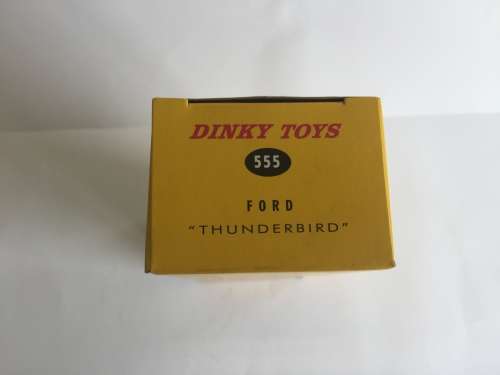 DINKY TOYS
555
FORD
"THUNDERBIRD"